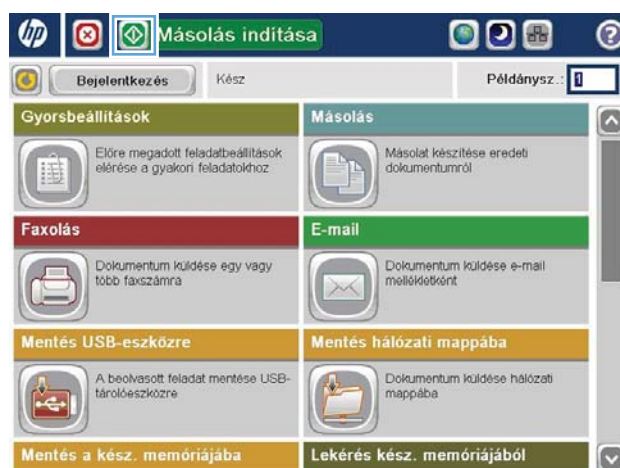 hp
Másolás indítása
?
Bejelentkezés
Kész
Példánysz.: 1
Gyorsbeállítások
Másolás
Előre megadott feladatbeállítások
elérése a gyakori feladatokhoz
Másolat készítése eredeti
dokumentumról
Faxolás
E-mail
Dokumentum küldése egy vagy
több faxszámra
Dokumentum küldése e-mail
mellékletként
Mentés USB-eszközre
Mentés hálózati mappába
A beolvasott feladat mentése USB-
tárolóeszközre
Dokumentum küldése hálózati
mappába
Mentés a kész. memóriájába
Lekérés kész. memóriájából